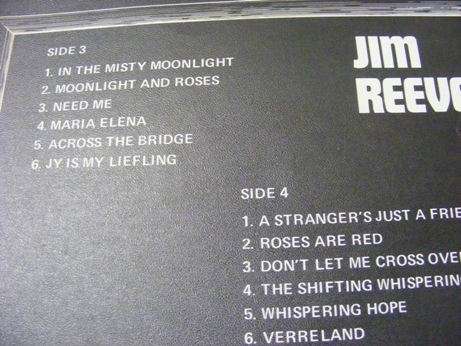 SIDE 3
1. IN THE MISTY MOONLIGHT
2. MOONLIGHT AND ROSES
3. NEED ME
4. MARIA ELENA
5. ACROSS THE BRIDGE
6. JY IS MY LIEFLING
JIM
REEVE
SIDE 4
1. A STRANGER'S JUST A FRIE
2. ROSES ARE RED
3. DON'T LET ME CROSS OVE
4. THE SHIFTING WHISPERING
5. WHISPERING HOPE
6. VERRELAND